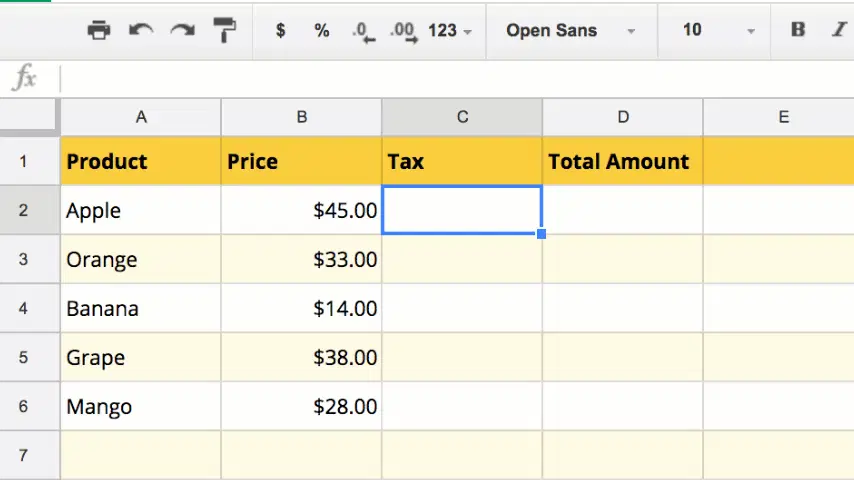 $ % .0 .00 123 Open Sans 10 B I
fx
A B C D E
1 Product Price Tax Total Amount
2 Apple $45.00
3 Orange $33.00
4 Banana $14.00
5 Grape $38.00
6 Mango $28.00
7